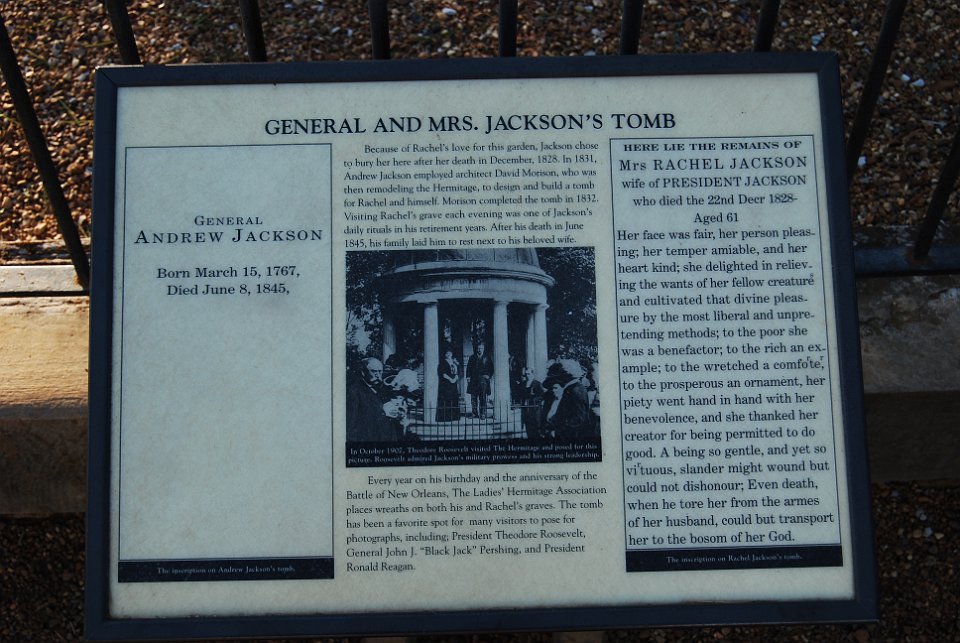 GENERAL AND MRS. JACKSON'S TOMB
GENERAL
ANDREW JACKSON
Born March 15, 1767,
Died June 8, 1845,
The inscription on Andrew Jackson's tomb.
Because of Rachel's love for this garden, Jackson chose
to bury her here after her death in December, 1828. In 1831,
Andrew Jackson employed architect David Morison, who was
then remodeling the Hermitage, to design and build a tomb
for Rachel and himself. Morison completed the tomb in 1832.
Visiting Rachel's grave each evening was one of Jackson's
daily rituals in his retirement years. After his death in June
1845, his family laid him to rest next to his beloved wife.
In October 1907, Theodore Roosevelt visited The Hermitage and posed for this
picture. Roosevelt admired Jackson's military prowess and his strong leadership.
Every year on his birthday and the anniversary of the
Battle of New Orleans, The Ladies' Hermitage Association
places wreaths on both his and Rachel's graves. The tomb
has been a favorite spot for many visitors to pose for
photographs, including; President Theodore Roosevelt,
General John J. “Black Jack” Pershing, and President
Ronald Reagan.
HERE LIE THE REMAINS OF
Mrs RACHEL JACKSON
wife of PRESIDENT JACKSON
who died the 22nd Decr 1828-
Aged 61
Her face was fair, her person pleas-
ing; her temper amiable, and her
heart kind; she delighted in reliev-
ing the wants of her fellow creature
and cultivated that divine pleas-
ure by the most liberal and unpre-
tending methods; to the poor she
was a benefactor; to the rich an ex-
ample; to the wretched a comforter,
to the prosperous an ornament, her
piety went hand in hand with her
benevolence, and she thanked her
creator for being permitted to do
good. A being so gentle, and yet so
virtuous, slander might wound but
could not dishonour; Even death,
when he tore her from the arms
of her husband, could but transport
her to the bosom of her God.
The inscription on Rachel Jackson's tomb.